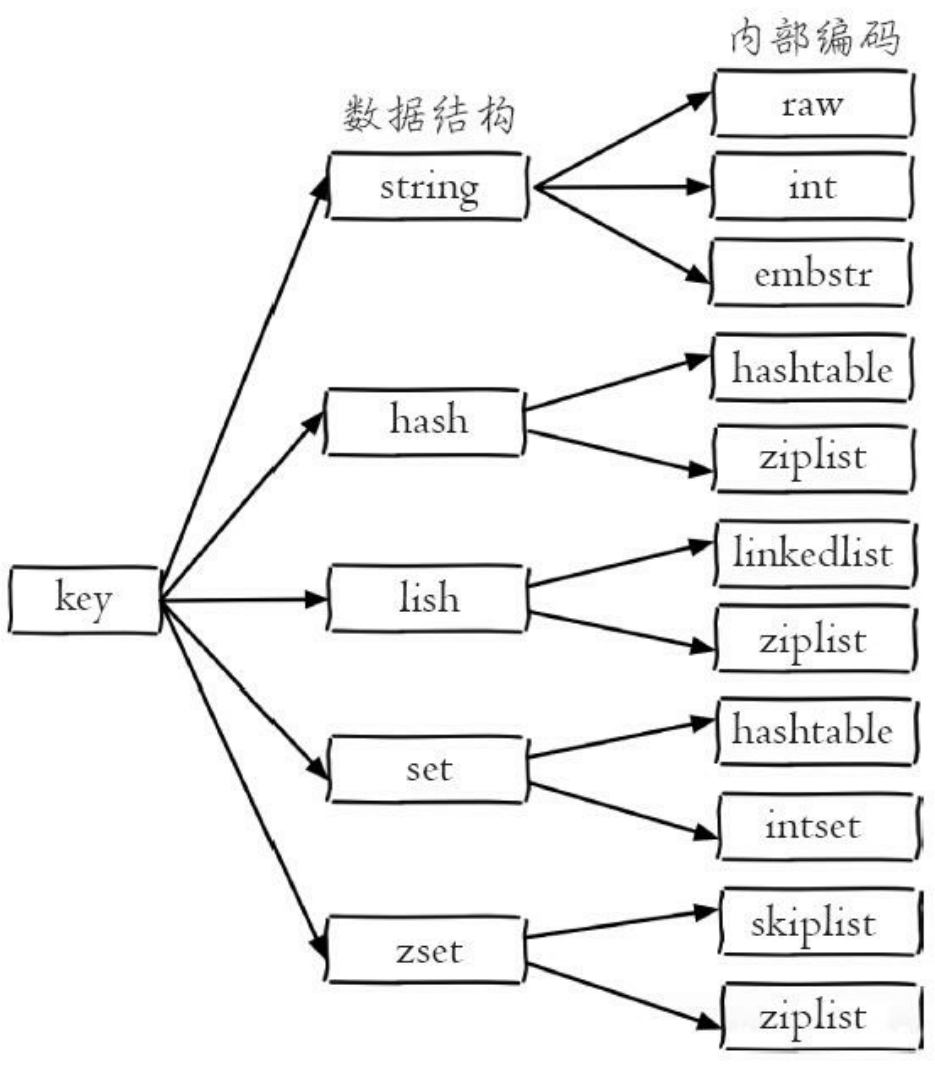 内部编码
raw
数据结构
string
int
embstr
hashtable
hash
ziplist
linkedlist
key
lish
ziplist
hashtable
set
intset
skiplist
zset
ziplist